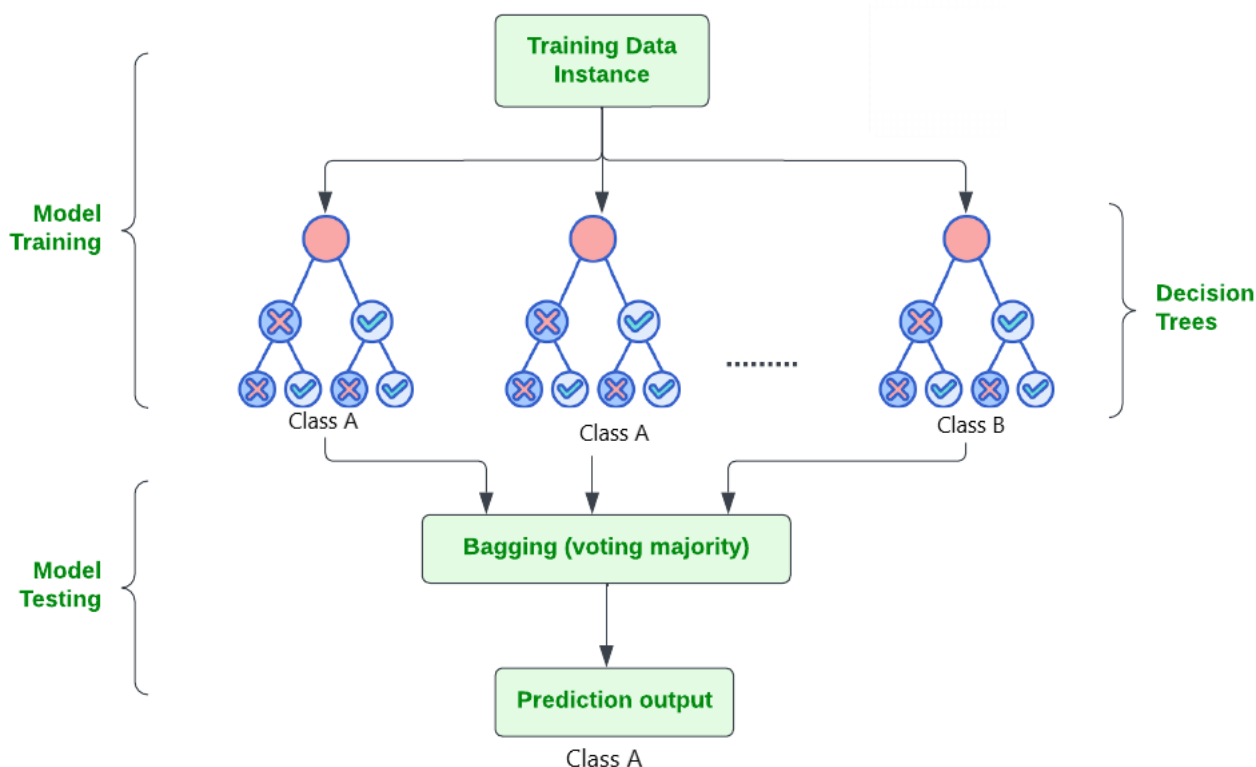 Training Data
Instance
Model
Training
Decision
Trees
.........
Class A
Class A
Class B
Bagging (voting majority)
Model
Testing
Prediction output
Class A